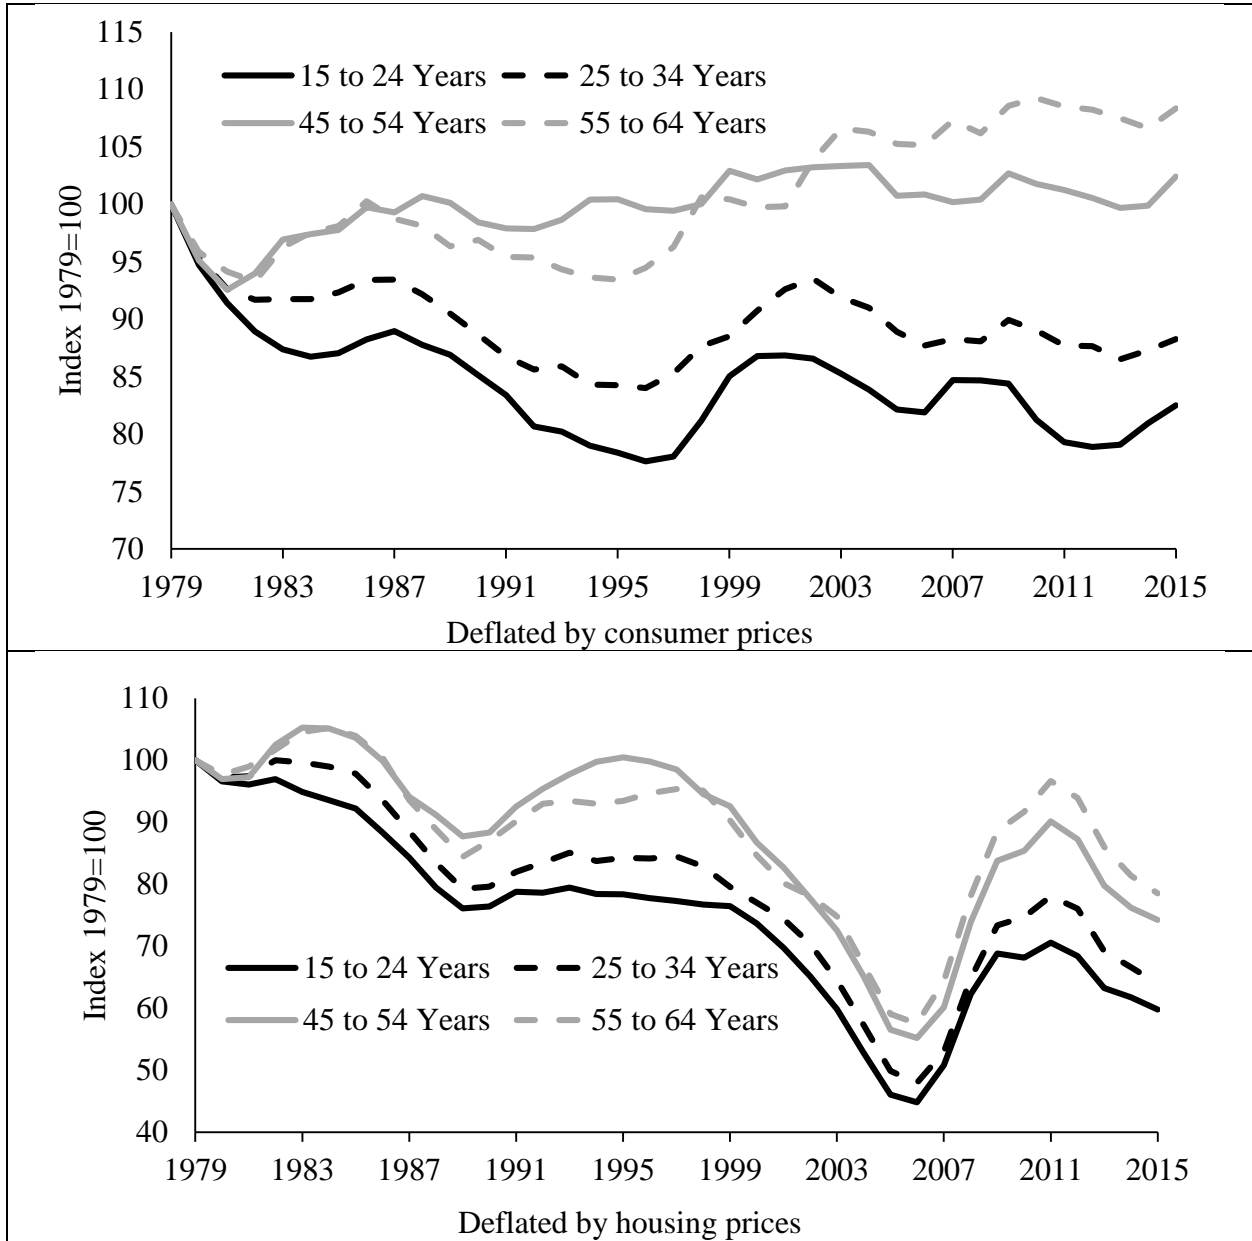 115
110
105
100
95
90
85
80
75
70
Index 1979=100
15 to 24 Years 25 to 34 Years
45 to 54 Years 55 to 64 Years
1979 1983 1987 1991 1995 1999 2003 2007 2011 2015
Deflated by consumer prices
110
100
90
80
70
60
50
40
Index 1979=100
15 to 24 Years 25 to 34 Years
45 to 54 Years 55 to 64 Years
1979 1983 1987 1991 1995 1999 2003 2007 2011 2015
Deflated by housing prices